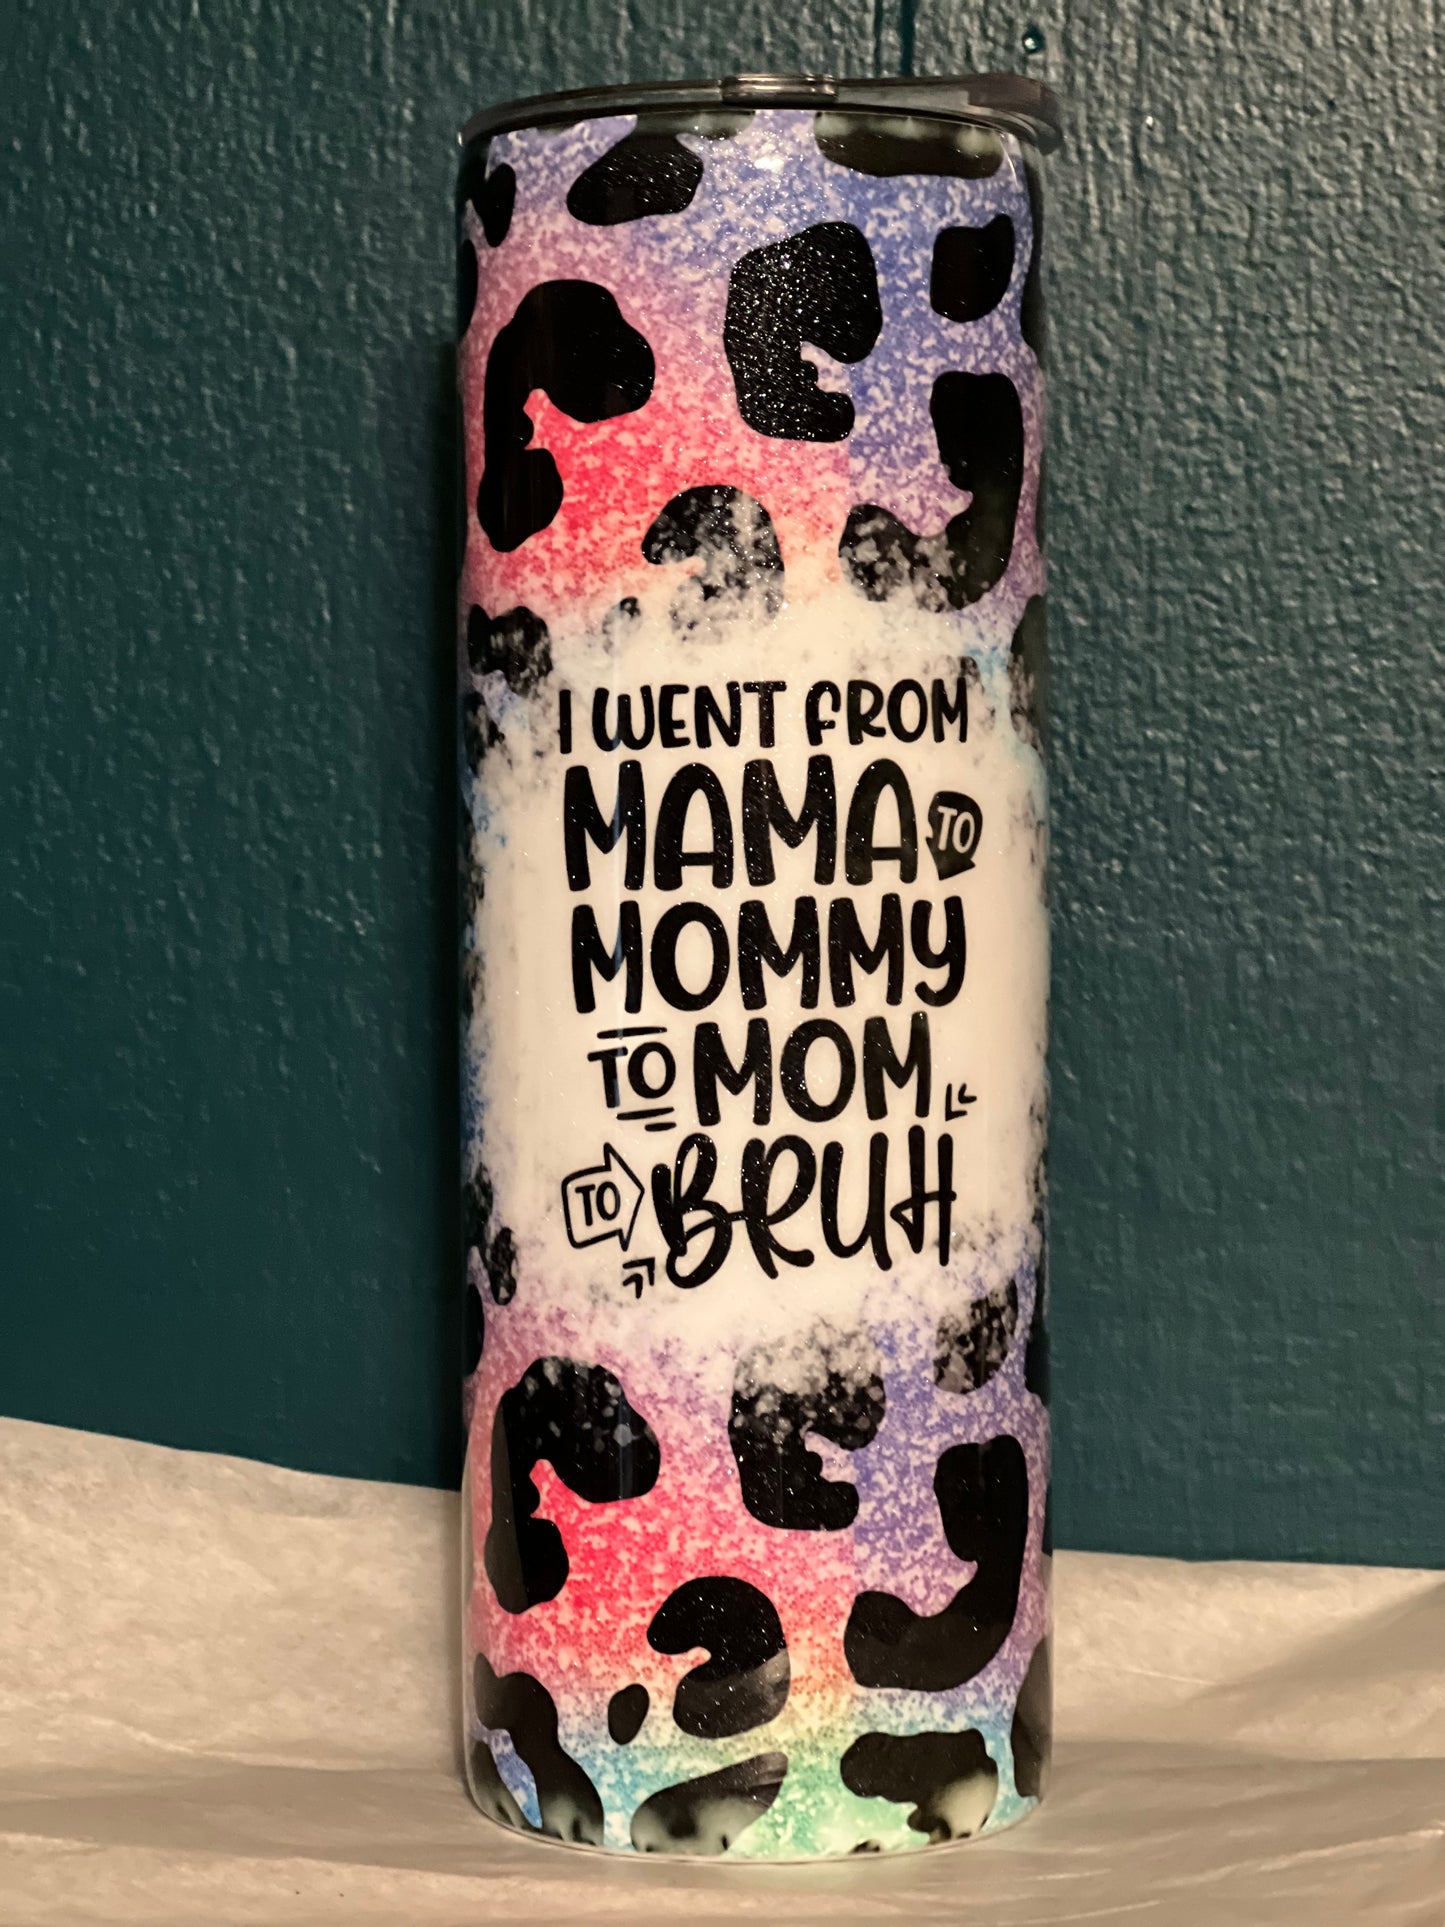 I WENT FROM
MAMA TO
MOMMY
TO MOM
TO BRUH